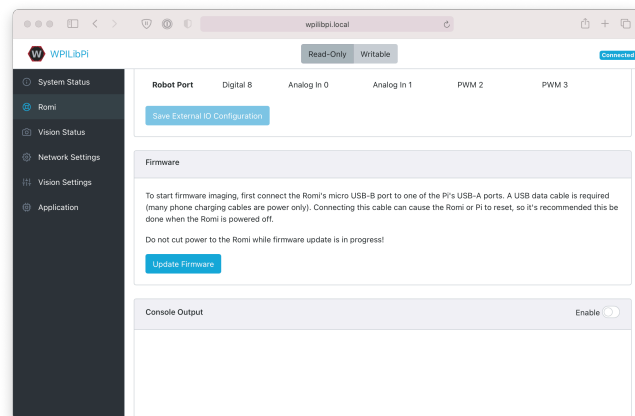 wpilibpi.local
W WPILibPi
Read-Only Writable
Connected
System Status
Romi
Vision Status
Network Settings
Vision Settings
Application
Robot Port Digital 8 Analog In 0 Analog In 1 PWM 2 PWM 3
Save External IO Configuration
Firmware
To start firmware imaging, first connect the Romi's micro USB-B port to one of the Pi's USB-A ports. A USB data cable is required
(many phone charging cables are power only). Connecting this cable can cause the Romi or Pi to reset, so it's recommended this be
done when the Romi is powered off.
Do not cut power to the Romi while firmware update is in progress!
Update Firmware
Console Output Enable